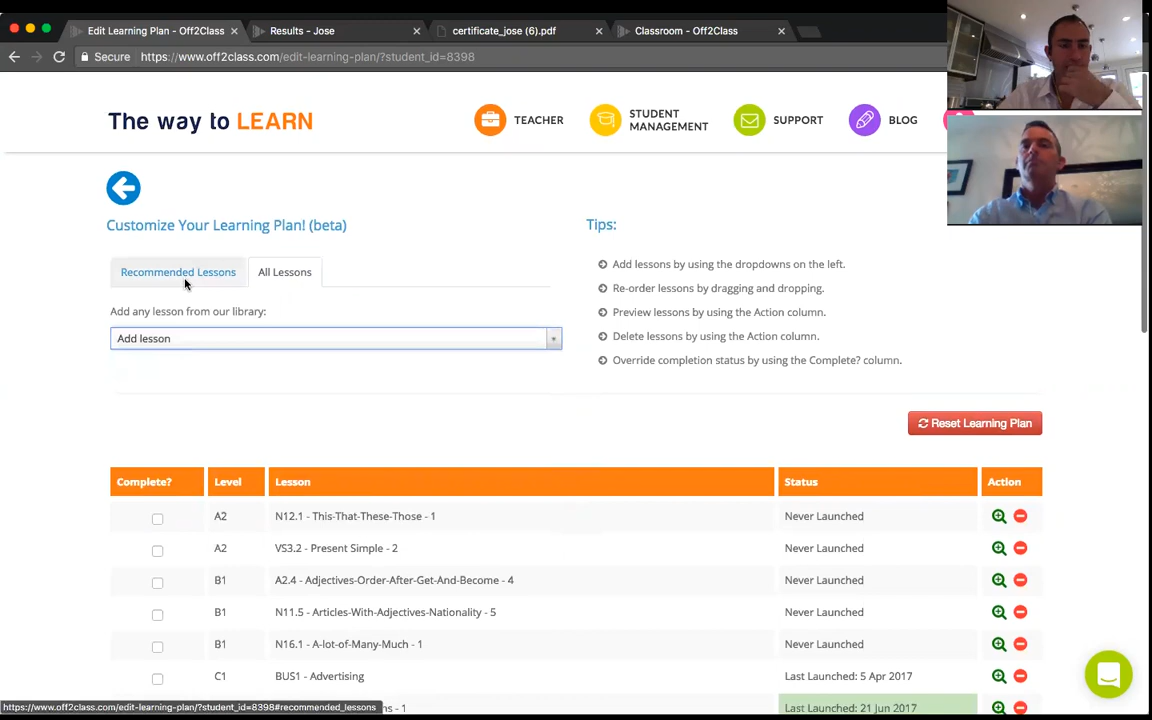 Edit Learning Plan - Off2Class
Results - Jose
certificate_jose (6).pdf
Classroom - Off2Class
Secure
https://www.off2class.com/edit-learning-plan/?student_id=8398
The way to LEARN
TEACHER
STUDENT MANAGEMENT
SUPPORT
BLOG
Customize Your Learning Plan! (beta)
Tips:
Recommended Lessons
All Lessons
Add lessons by using the dropdowns on the left.
Re-order lessons by dragging and dropping.
Add any lesson from our library:
Preview lessons by using the Action column.
Add lesson
Delete lessons by using the Action column.
Override completion status by using the Complete? column.
Reset Learning Plan
Complete? Level Lesson Status Action
A2 N12.1 - This-That-These-Those - 1 Never Launched
A2 VS3.2 - Present Simple - 2 Never Launched
B1 A2.4 - Adjectives-Order-After-Get-And-Become - 4 Never Launched
B1 N11.5 - Articles-With-Adjectives-Nationality - 5 Never Launched
B1 N16.1 - A-lot-of-Many-Much - 1 Never Launched
C1 BUS1 - Advertising Last Launched: 5 Apr 2017
ns - 1 Last Launched: 21 Jun 2017
https://www.off2class.com/edit-learning-plan/?student_id=8398#recommended_lessons